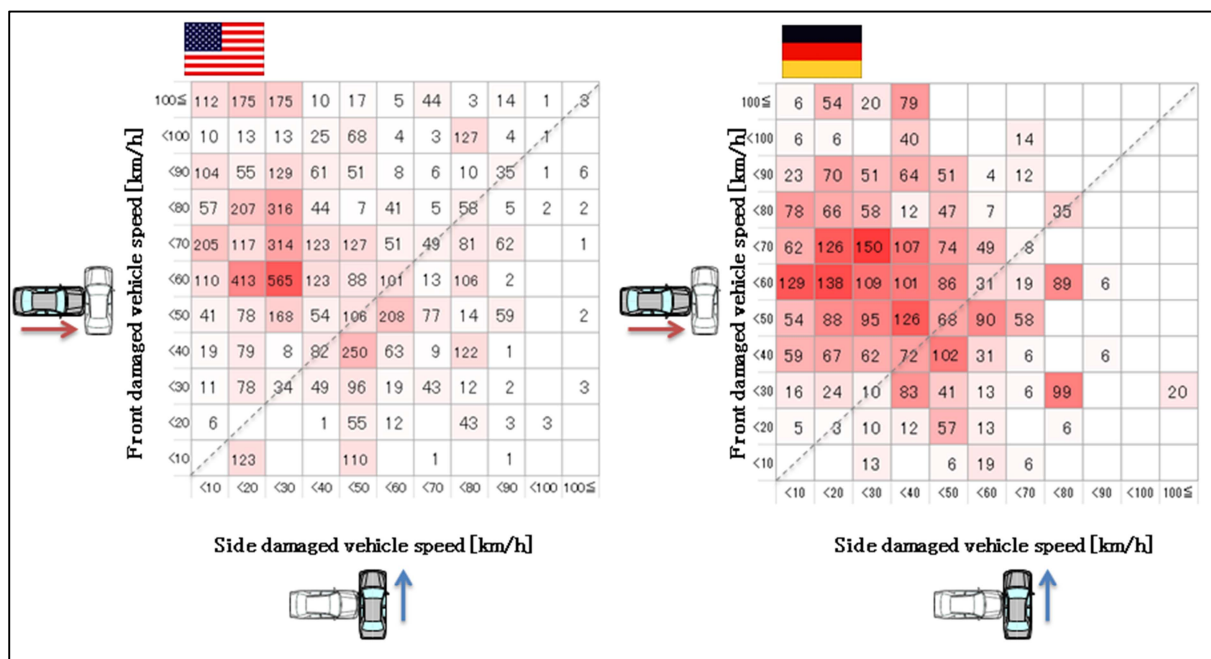 Front damaged vehicle speed [km/h]
100≦ 112 175 175 10 17 5 44 3 14 1 3
<100 10 13 13 25 68 4 3 127 4 1
<90 104 55 129 61 51 8 6 10 35 1 6
<80 57 207 316 44 7 41 5 58 5 2 2
<70 205 117 314 123 127 51 49 81 62 1
<60 110 413 565 123 88 101 13 106 2
<50 41 78 168 54 106 208 77 14 59 2
<40 19 79 8 82 250 63 9 122 1
<30 11 78 34 49 96 19 43 12 2 3
<20 6 1 55 12 43 3 3
<10 123 110 1 1
<10 <20 <30 <40 <50 <60 <70 <80 <90 <100 100≦
Side damaged vehicle speed [km/h]
Front damaged vehicle speed [km/h]
100≦ 6 54 20 79
<100 6 6 40 14
<90 23 70 51 64 51 4 12
<80 78 66 58 12 47 7 35
<70 62 126 150 107 74 49 8
<60 129 138 109 101 86 31 19 89 6
<50 54 88 95 126 68 90 58
<40 59 67 62 72 102 31 6 6
<30 16 24 10 83 41 13 6 99 20
<20 5 3 10 12 57 13 6
<10 13 6 19 6
<10 <20 <30 <40 <50 <60 <70 <80 <90 <100 100≦
Side damaged vehicle speed [km/h]